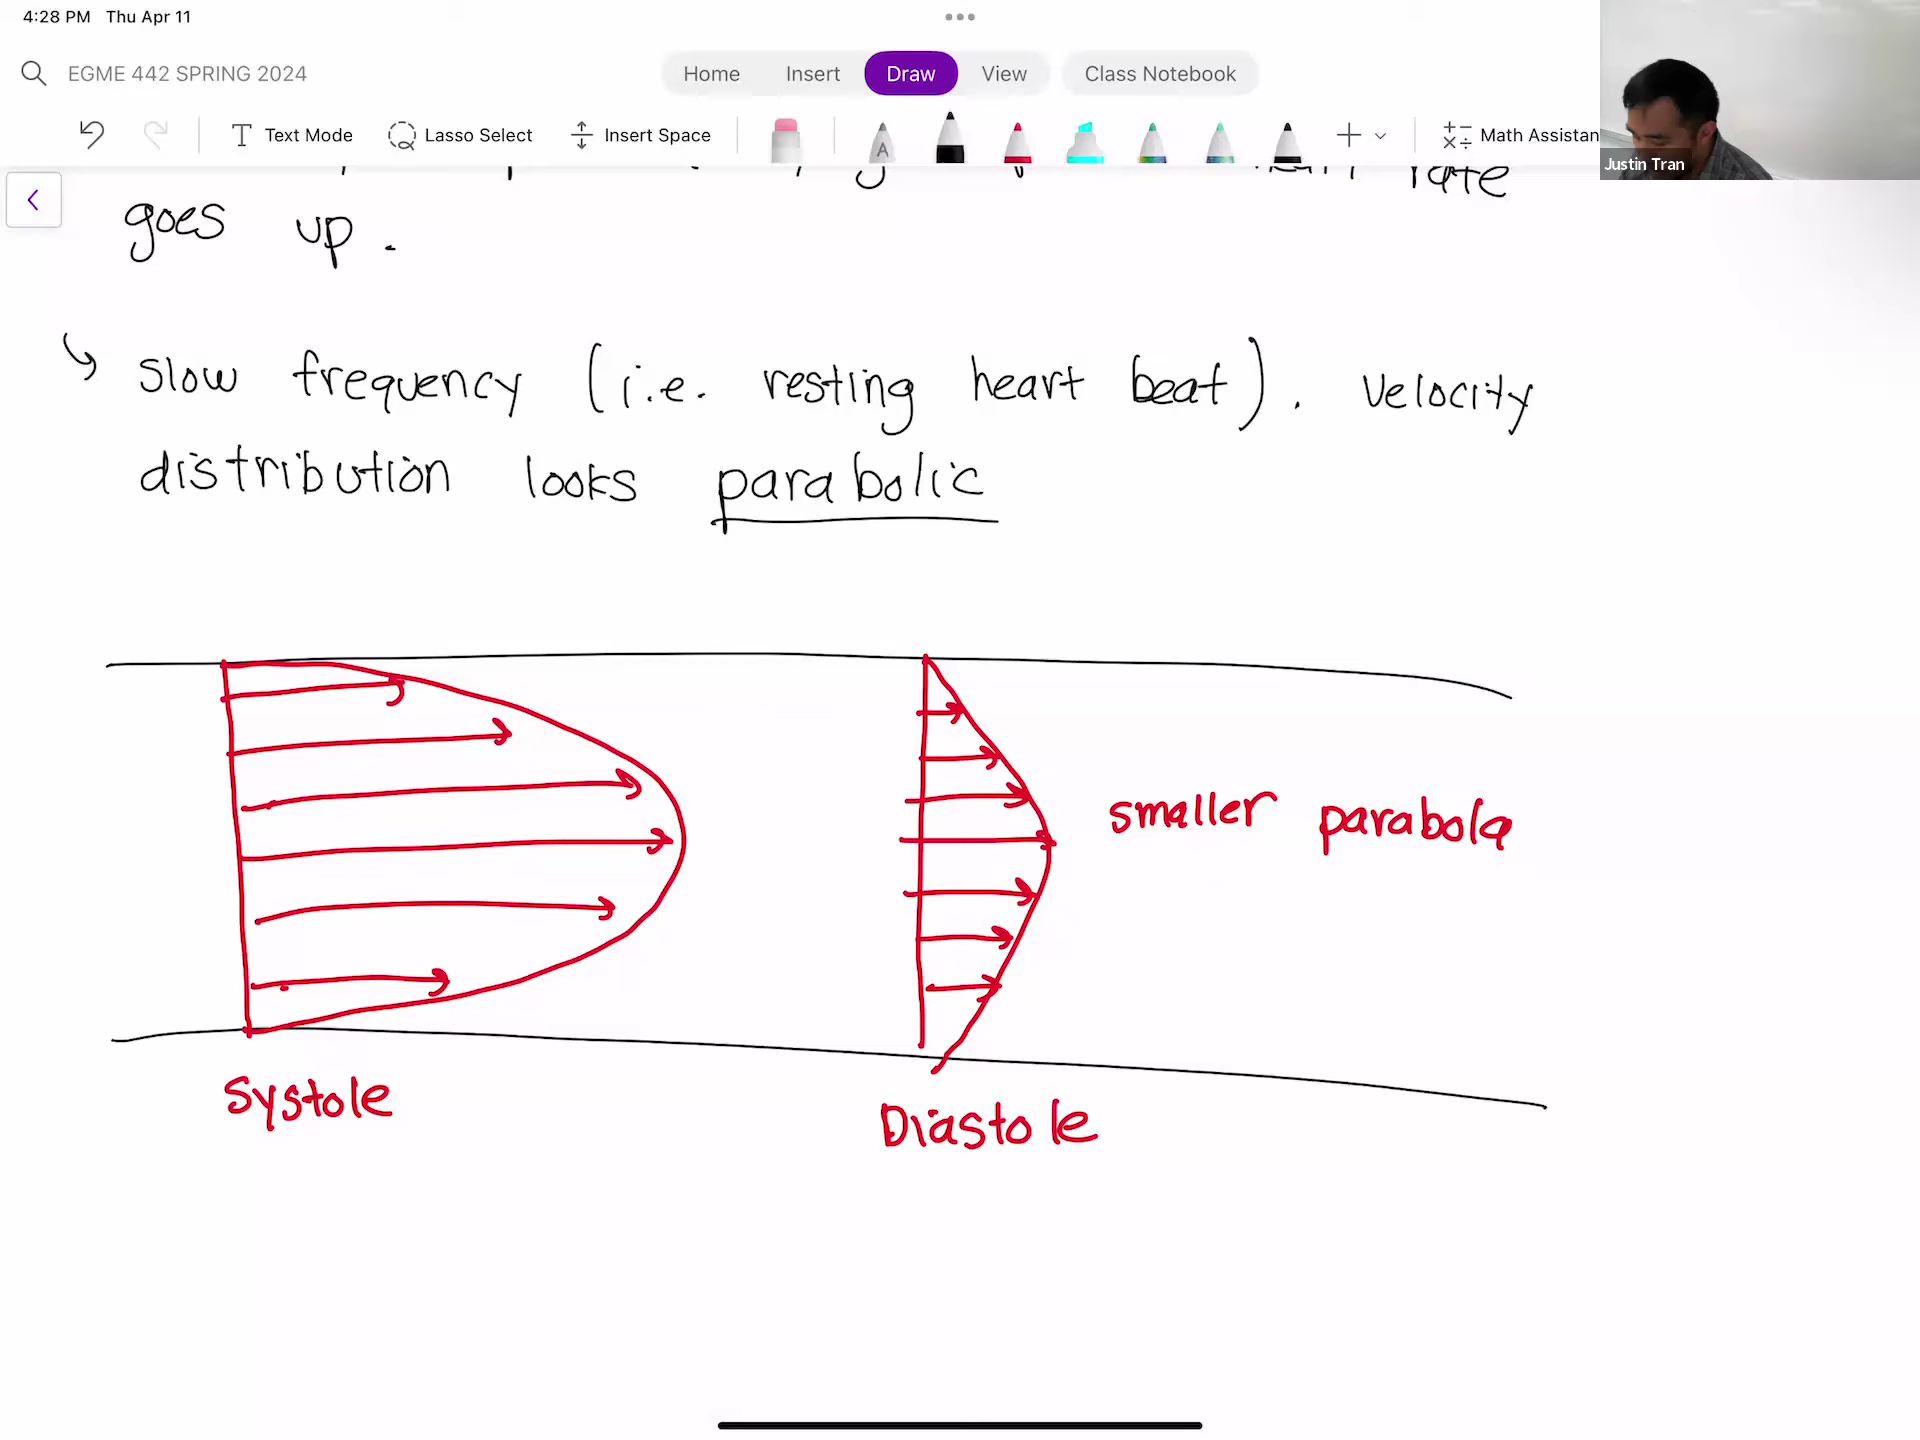 4:28 PM Thu Apr 11
EGME 442 SPRING 2024
Home Insert Draw View Class Notebook
Text Mode Lasso Select Insert Space Math Assistan
A
Justin Tran
rate
goes up.
slow frequency (i.e. resting heart beat). velocity
distribution looks parabolic
smaller parabola
Systole
Diastole